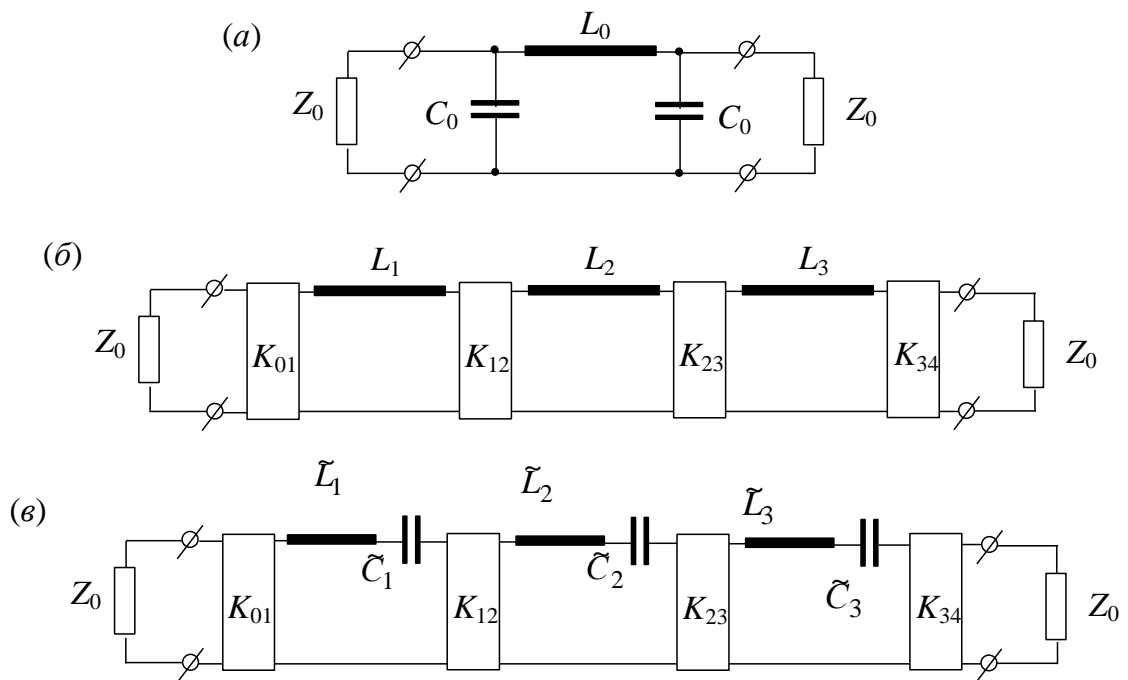 (а)
L₀
Z₀ C₀ C₀ Z₀
(б)
L₁ L₂ L₃
Z₀ K₀₁ K₁₂ K₂₃ K₃₄ Z₀
(в)
L̃₁ L̃₂ L̃₃
C̃₁ C̃₂ C̃₃
Z₀ K₀₁ K₁₂ K₂₃ K₃₄ Z₀